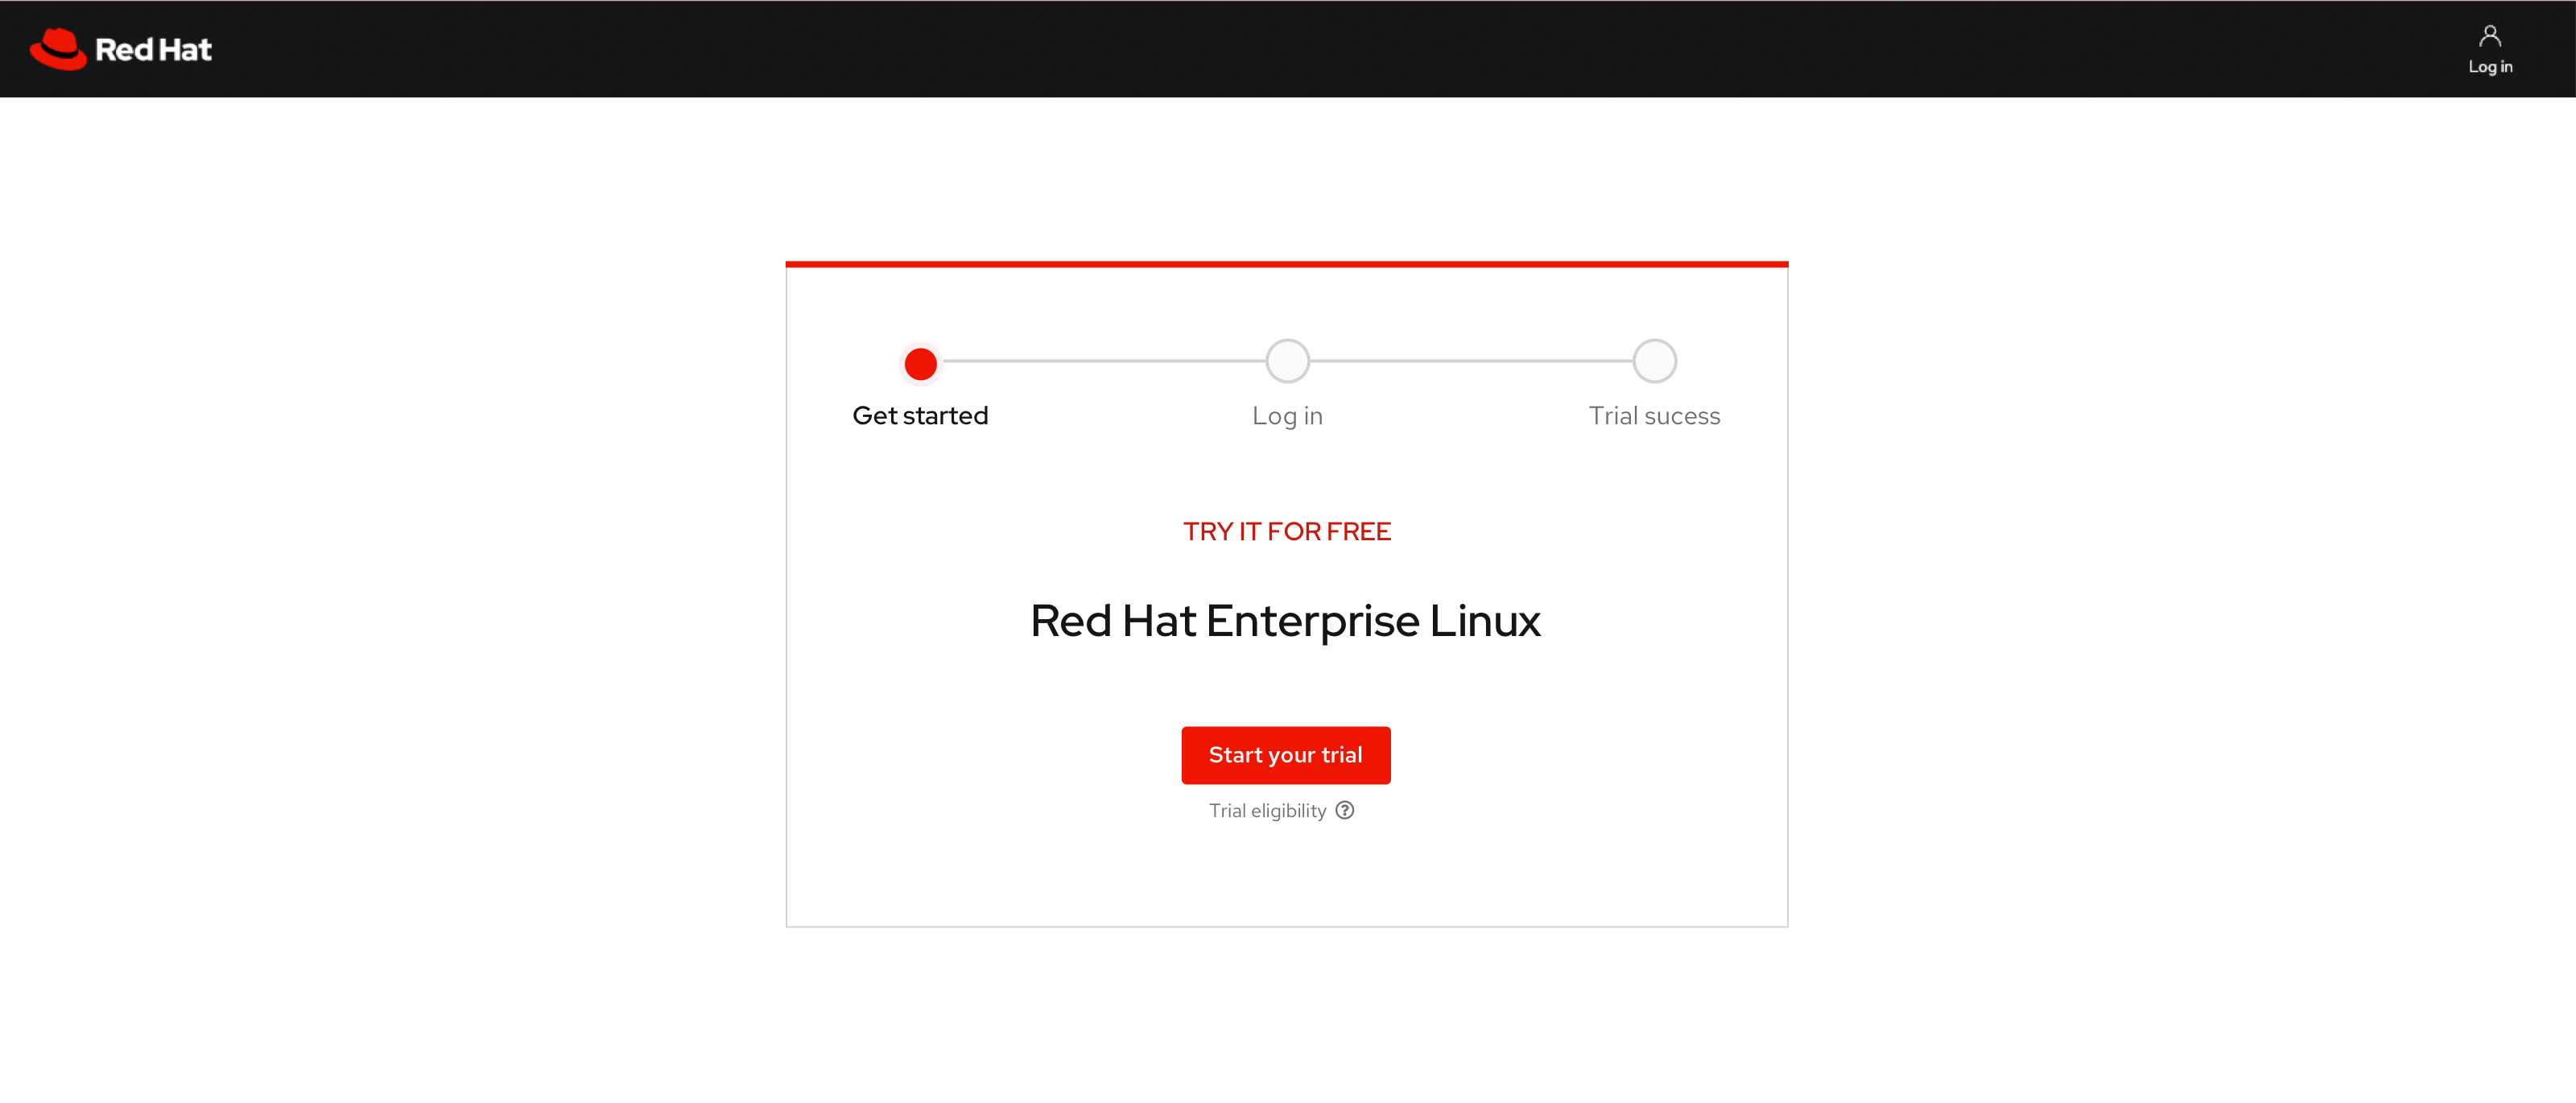 Red Hat
Log in
Get started
Log in
Trial sucess
TRY IT FOR FREE
Red Hat Enterprise Linux
Start your trial
Trial eligibility ?